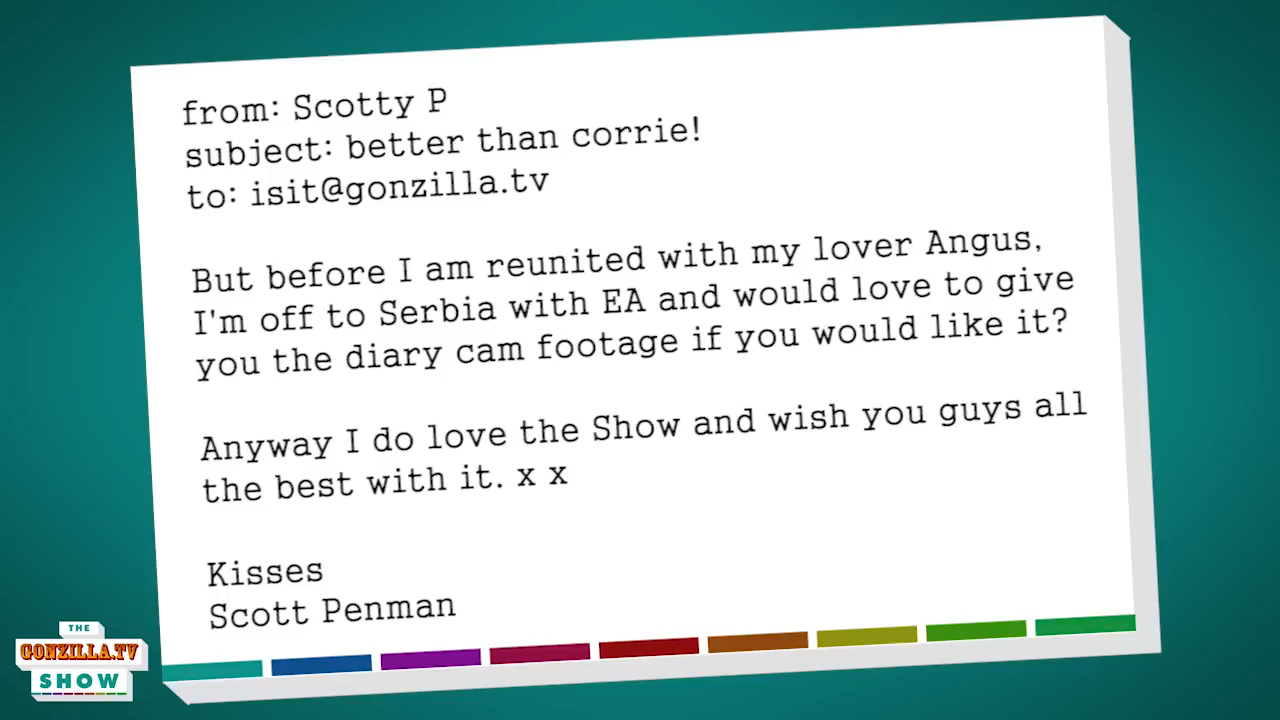 from: Scotty P
subject: better than corrie!
to: isit@gonzilla.tv
But before I am reunited with my lover Angus,
I'm off to Serbia with EA and would love to give
you the diary cam footage if you would like it?
Anyway I do love the Show and wish you guys all
the best with it. x x
Kisses
Scott Penman
THE
GONZILLA.TV
SHOW